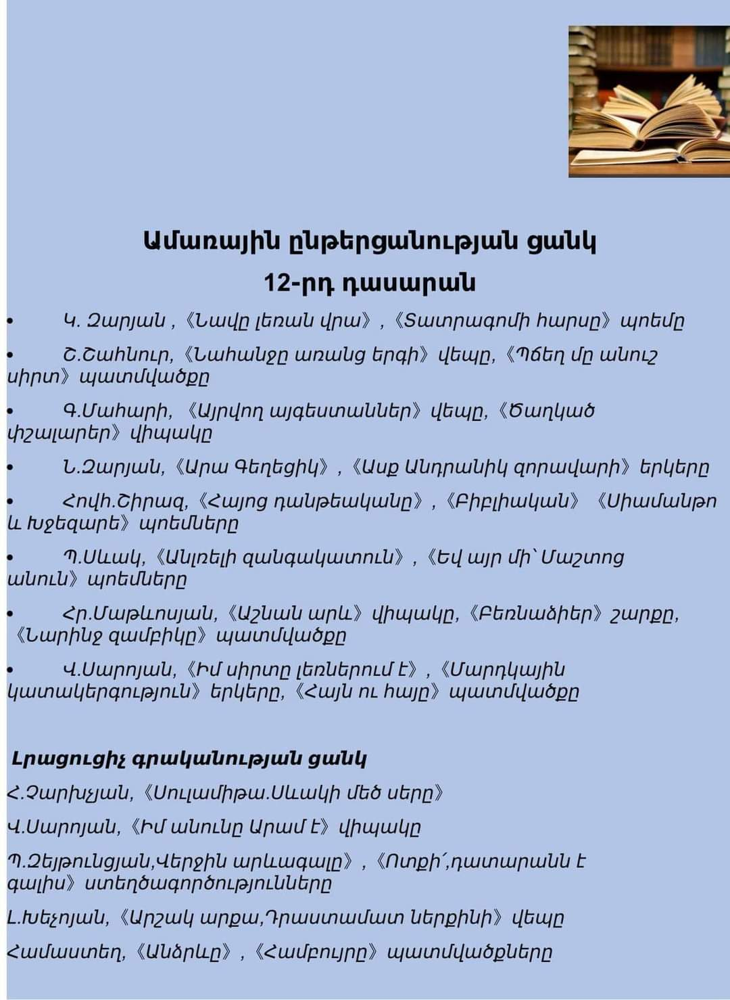 Ամառային ընթերցանության ցանկ
12-րդ դասարան
• Կ. Զարյան ,《Նավը լեռան վրա》,《Տատրագոմի հարսը》պոեմը
• Շ.Շահնուր,《Նահանջը առանց երգի》վեպը,《Պճեղ մը անուշ
սիրտ》պատմվածքը
• Գ.Մահարի, 《Այրվող այգեստաններ》վեպը,《Ծաղկած
փշալարեր》վիպակը
• Ն.Զարյան,《Արա Գեղեցիկ》,《Ասք Անդրանիկ զորավարի》երկերը
• Հովհ.Շիրազ,《Հայոց դանթեականը》,《Բիբլիական》《Սիամանթո
և Խջեզարե》պոեմները
• Պ.Սևակ,《Անլռելի զանգակատուն》,《Եվ այր մի՝ Մաշտոց
անուն》պոեմները
• Հր.Մաթևոսյան,《Աշնան արև》վիպակը,《Բեռնաձիեր》շարքը,
《Նարինջ զամբիկը》պատմվածքը
• Վ.Սարոյան,《Իմ սիրտը լեռներում է》,《Մարդկային
կատակերգություն》երկերը,《Հայն ու հայը》պատմվածքը
Լրացուցիչ գրականության ցանկ
Հ.Չարխչյան,《Սուլամիթա.Սևակի մեծ սերը》
Վ.Սարոյան,《Իմ անունը Արամ է》վիպակը
Պ.Զեյթունցյան,Վերջին արևագալը》,《Ոտքի՛,դատարանն է
գալիս》ստեղծագործությունները
Լ.Խեչոյան,《Արշակ արքա,Դրաստամատ ներքինի》վեպը
Համաստեղ,《Անձրևը》,《Համբույրը》պատմվածքները